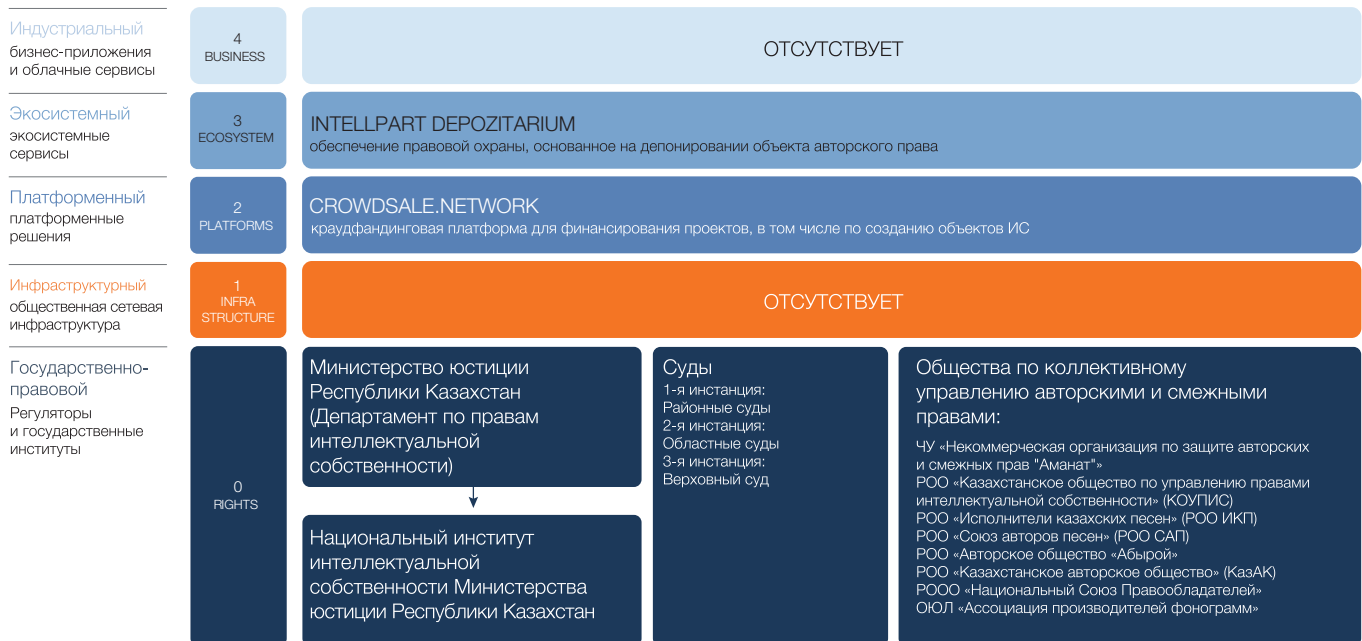 Индустриальный
бизнес-приложения
и облачные сервисы
4
BUSINESS
ОТСУТСТВУЕТ
Экосистемный
экосистемные
сервисы
3
ECOSYSTEM
INTELLPART DEPOZITARIUM
обеспечение правовой охраны, основанное на депонировании объекта авторского права
Платформенный
платформенные
решения
2
PLATFORMS
CROWDSALE.NETWORK
краудфандинговая платформа для финансирования проектов, в том числе по созданию объектов ИС
Инфраструктурный
общественная сетевая
инфраструктура
1
INFRA
STRUCTURE
ОТСУТСТВУЕТ
Государственно-
правовой
Регуляторы
и государственные
институты
0
RIGHTS
Министерство юстиции
Республики Казахстан
(Департамент по правам
интеллектуальной
собственности)
Национальный институт
интеллектуальной
собственности Министерства
юстиции Республики Казахстан
Суды
1-я инстанция:
Районные суды
2-я инстанция:
Областные суды
3-я инстанция:
Верховный суд
Общества по коллективному
управлению авторскими и смежными
правами:
ЧУ «Некоммерческая организация по защите авторских
и смежных прав "Аманат"»
РОО «Казахстанское общество по управлению правами
интеллектуальной собственности» (КОУПИС)
РОО «Исполнители казахских песен» (РОО ИКП)
РОО «Союз авторов песен» (РОО САП)
РОО «Авторское общество «Абырой»
РОО «Казахстанское авторское общество» (КазАК)
РООО «Национальный Союз Правообладателей»
ОЮЛ «Ассоциация производителей фонограмм»